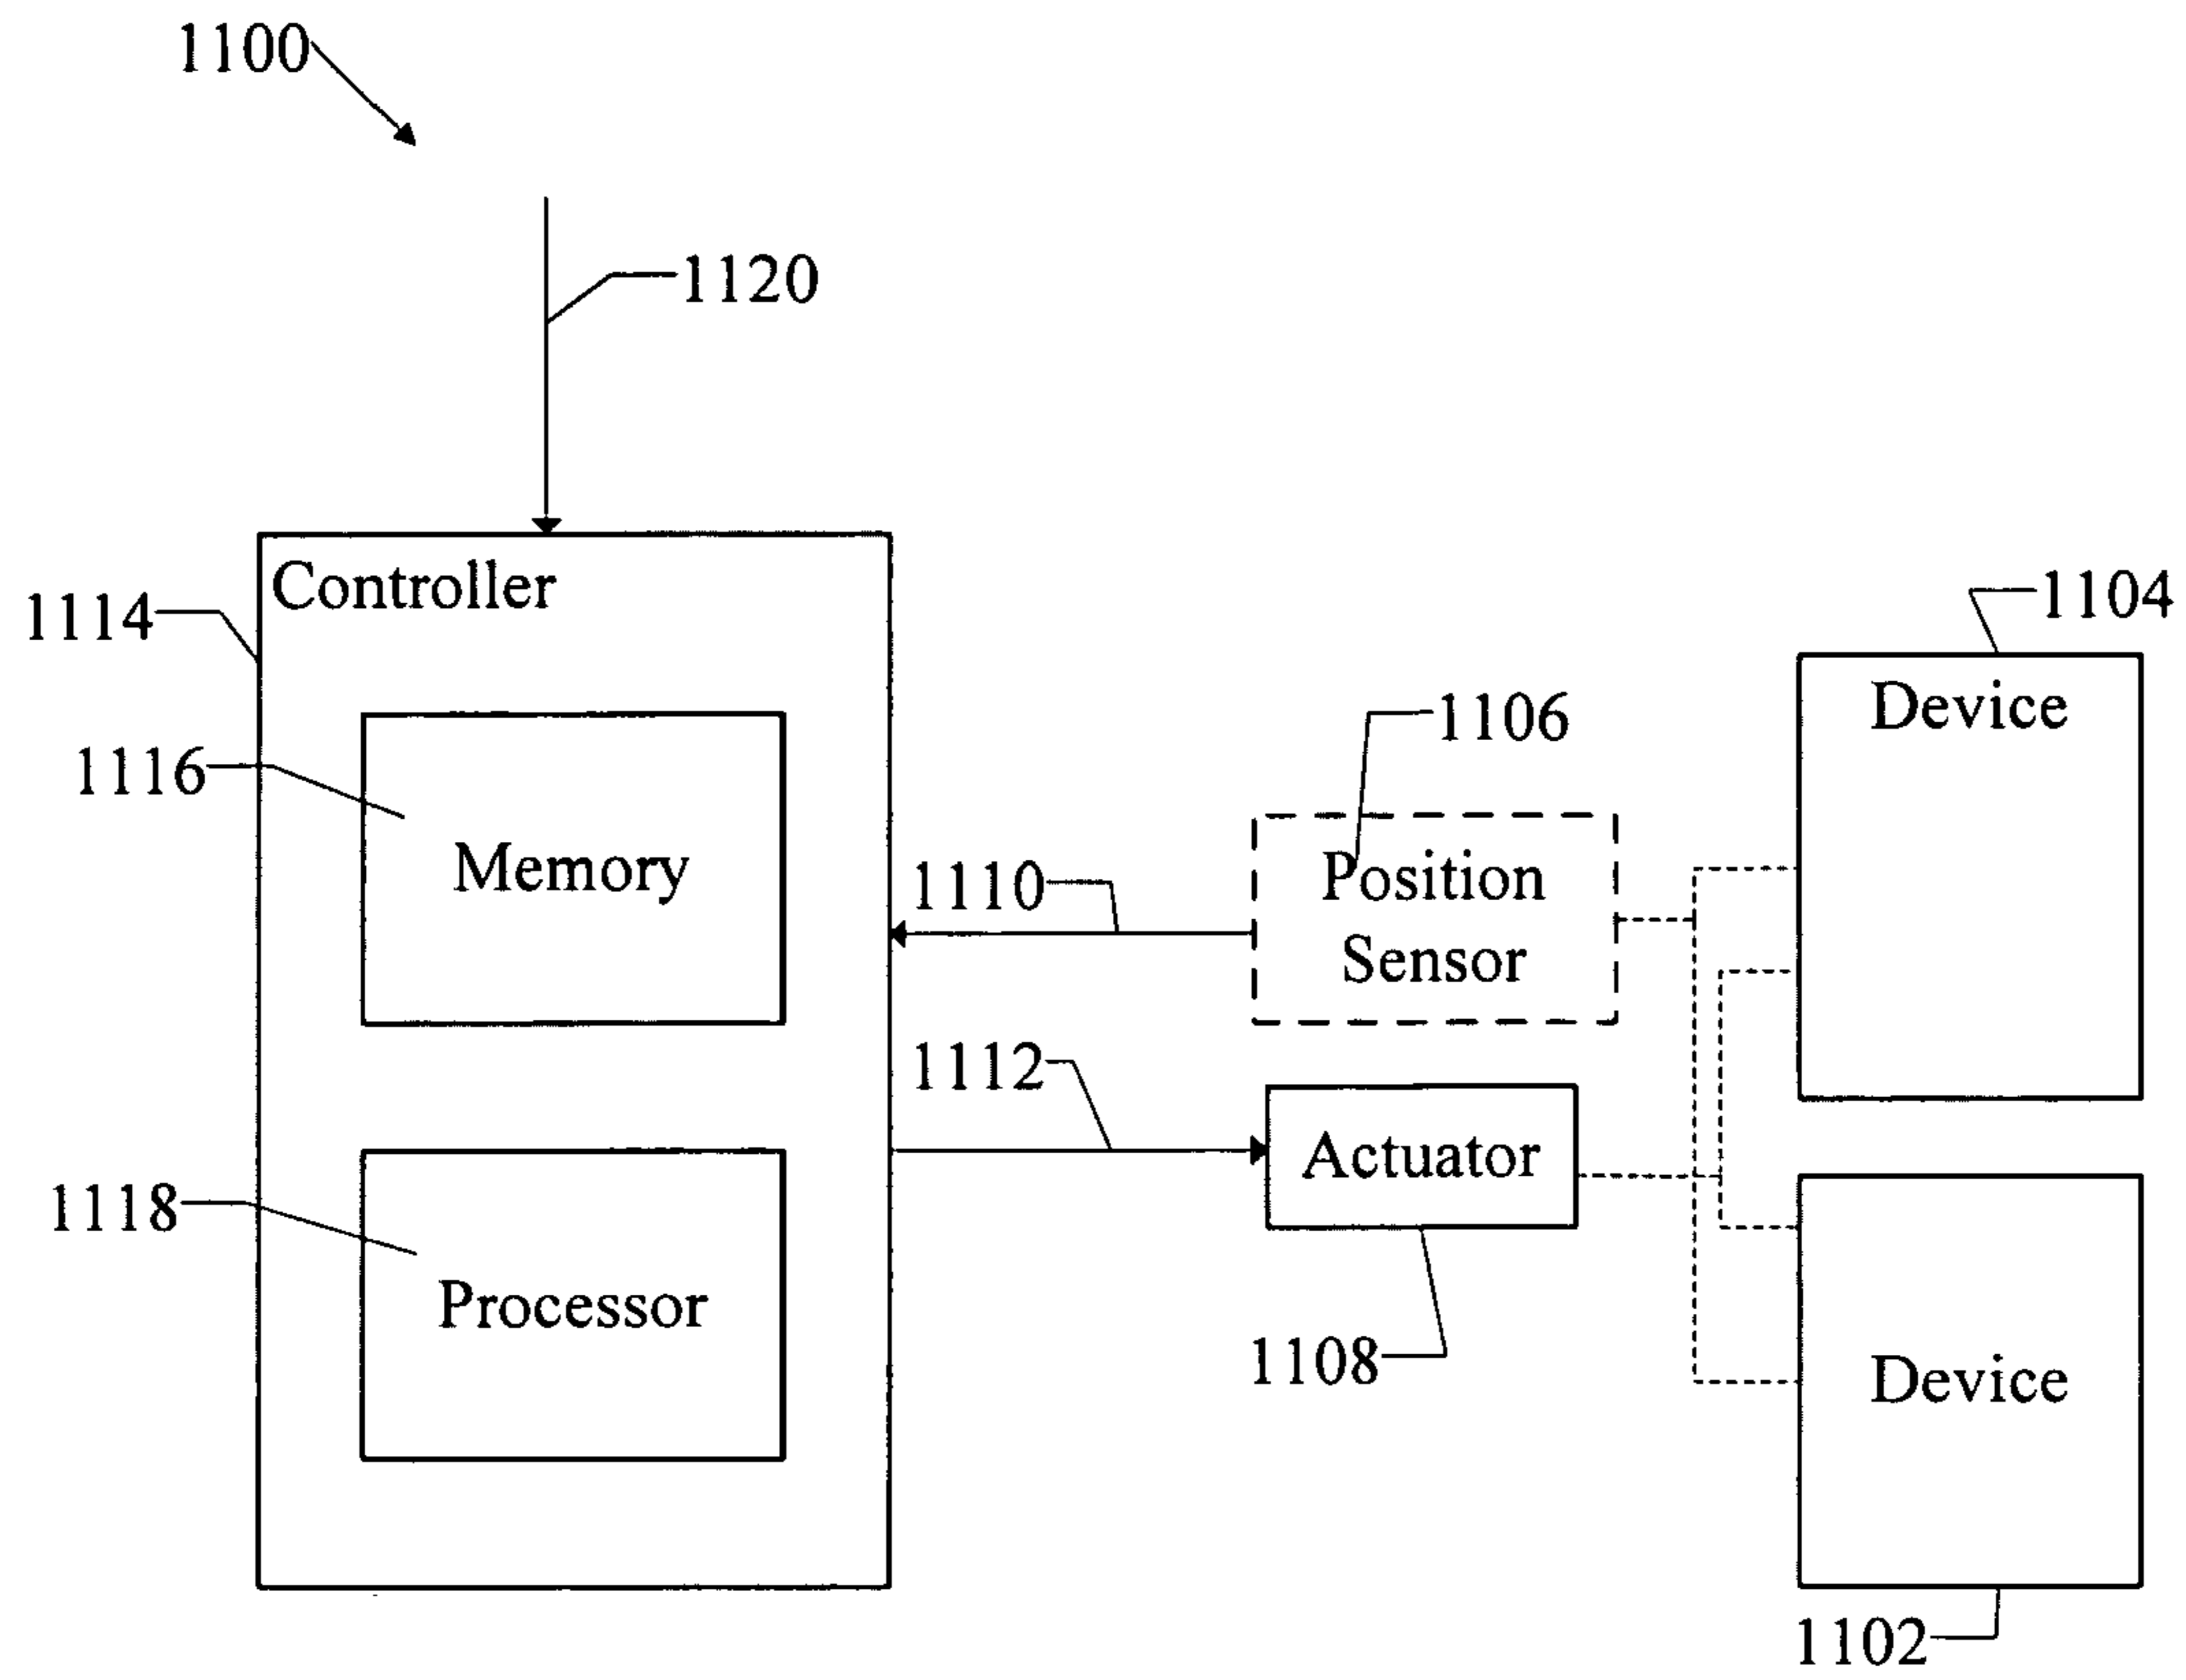 1100
1120
Controller
1114
1104
Device
1106
1116
Memory
1110
Position
Sensor
1112
Actuator
1118
Processor
1108
Device
1102